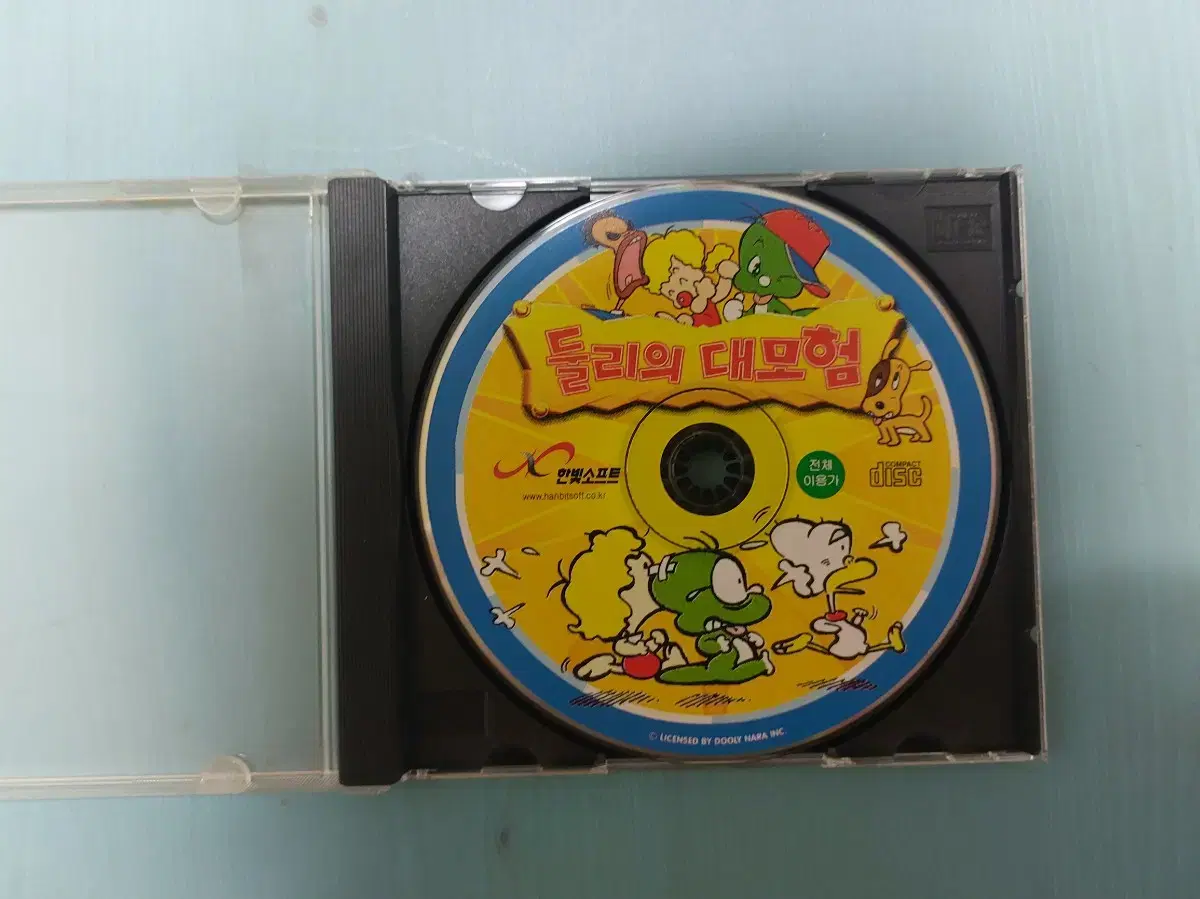 둘리의 대모험
한빛소프트
www.hanbitsoft.co.kr
전체
이용가
COMPACT
disc
© LICENSED BY DOOLY NARA INC.